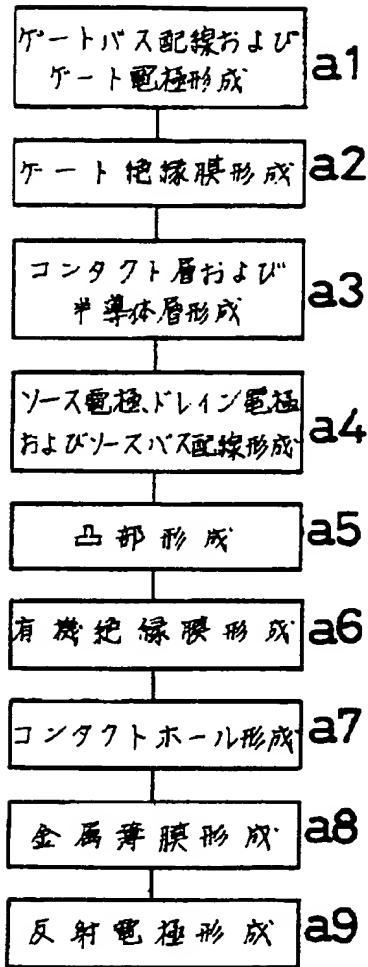 ゲートバス配線および
ゲート電極形成
a1
ゲート絶縁膜形成
a2
コンタクト層および
半導体層形成
a3
ソース電極、ドレイン電極
およびソースバス配線形成
a4
凸部形成
a5
有機絶縁膜形成
a6
コンタクトホール形成
a7
金属薄膜形成
a8
反射電極形成
a9